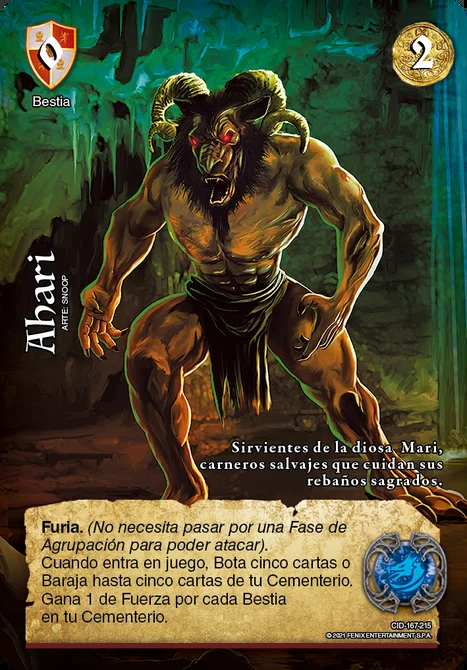 0
2
Bestia
Ahari
ARTE: SNOOP
Sirvientes de la diosa Mari,
carneros salvajes que cuidan sus
rebaños sagrados.
Furia. (No necesita pasar por una Fase de
Agrupación para poder atacar).
Cuando entra en juego, Bota cinco cartas o
Baraja hasta cinco cartas de tu Cementerio.
Gana 1 de Fuerza por cada Bestia
en tu Cementerio.
CID-167-215
© 2021 FENIX ENTERTAINMENT S.P.A.